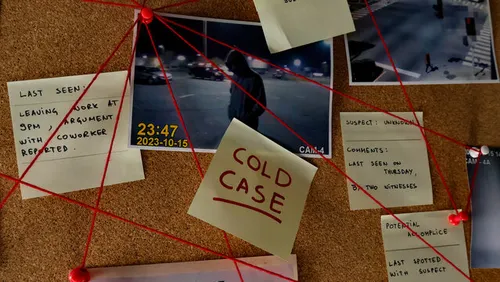 LAST SEEN:
LEAVING WORK AT
9PM, ARGUMENT
WITH COWORKER
REPORTED.
23:47
2023-10-15
CAM-4
COLD
CASE
SUSPECT: UNKNOWN
COMMENTS:
LAST SEEN ON
THURSDAY,
BY TWO WITNESSES
POTENTIAL
ACCOMPLICE
LAST SPOTTED
WITH SUSPECT